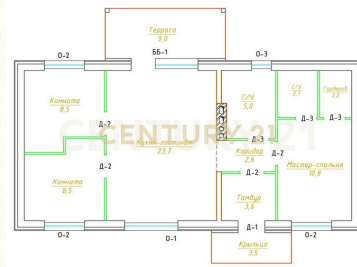 Терраса
9,0
О-2
ББ-1
О-3
Комната
8,5
Д-2
С/У
5,0
С/У
2,1
Гардероб
2,2
CENTURY 21
Д-3
Д-3
Кухня-гостиная
23,7
Коридор
2,6
Д-2
Мастер-спальня
10,8
Д-2
Комната
8,5
Тамбур
3,6
Д-1
О-2
О-1
О-2
Крыльцо
3,5